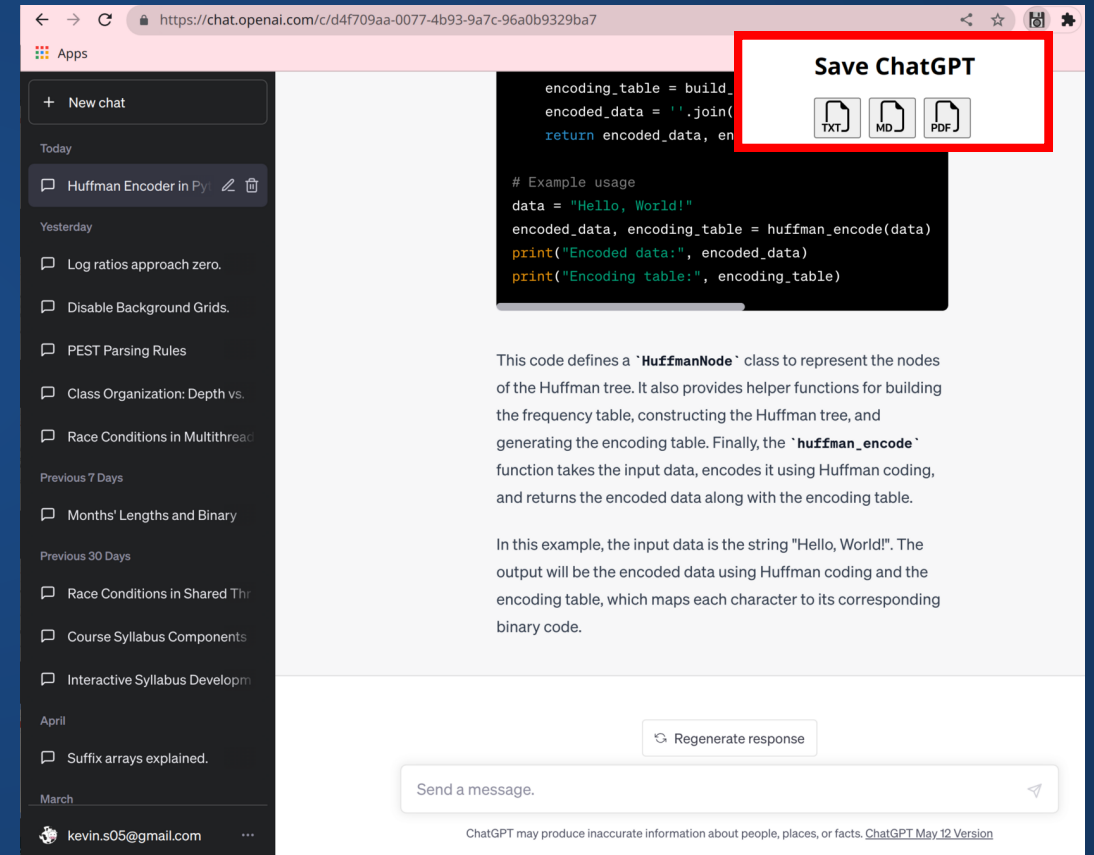 https://chat.openai.com/c/d4f709aa-0077-4b93-9a7c-96a0b9329ba7
Apps
Save ChatGPT
TXT MD PDF
+ New chat
Today
Huffman Encoder in Py
Yesterday
Log ratios approach zero.
Disable Background Grids.
PEST Parsing Rules
Class Organization: Depth vs.
Race Conditions in Multithread
Previous 7 Days
Months' Lengths and Binary
Previous 30 Days
Race Conditions in Shared Thr
Course Syllabus Components
Interactive Syllabus Developm
April
Suffix arrays explained.
March
kevin.s05@gmail.com
encoding_table = build_
encoded_data = ''.join(
return encoded_data, en
# Example usage
data = "Hello, World!"
encoded_data, encoding_table = huffman_encode(data)
print("Encoded data:", encoded_data)
print("Encoding table:", encoding_table)
This code defines a `HuffmanNode` class to represent the nodes
of the Huffman tree. It also provides helper functions for building
the frequency table, constructing the Huffman tree, and
generating the encoding table. Finally, the `huffman_encode`
function takes the input data, encodes it using Huffman coding,
and returns the encoded data along with the encoding table.
In this example, the input data is the string "Hello, World!". The
output will be the encoded data using Huffman coding and the
encoding table, which maps each character to its corresponding
binary code.
Regenerate response
Send a message.
ChatGPT may produce inaccurate information about people, places, or facts. ChatGPT May 12 Version